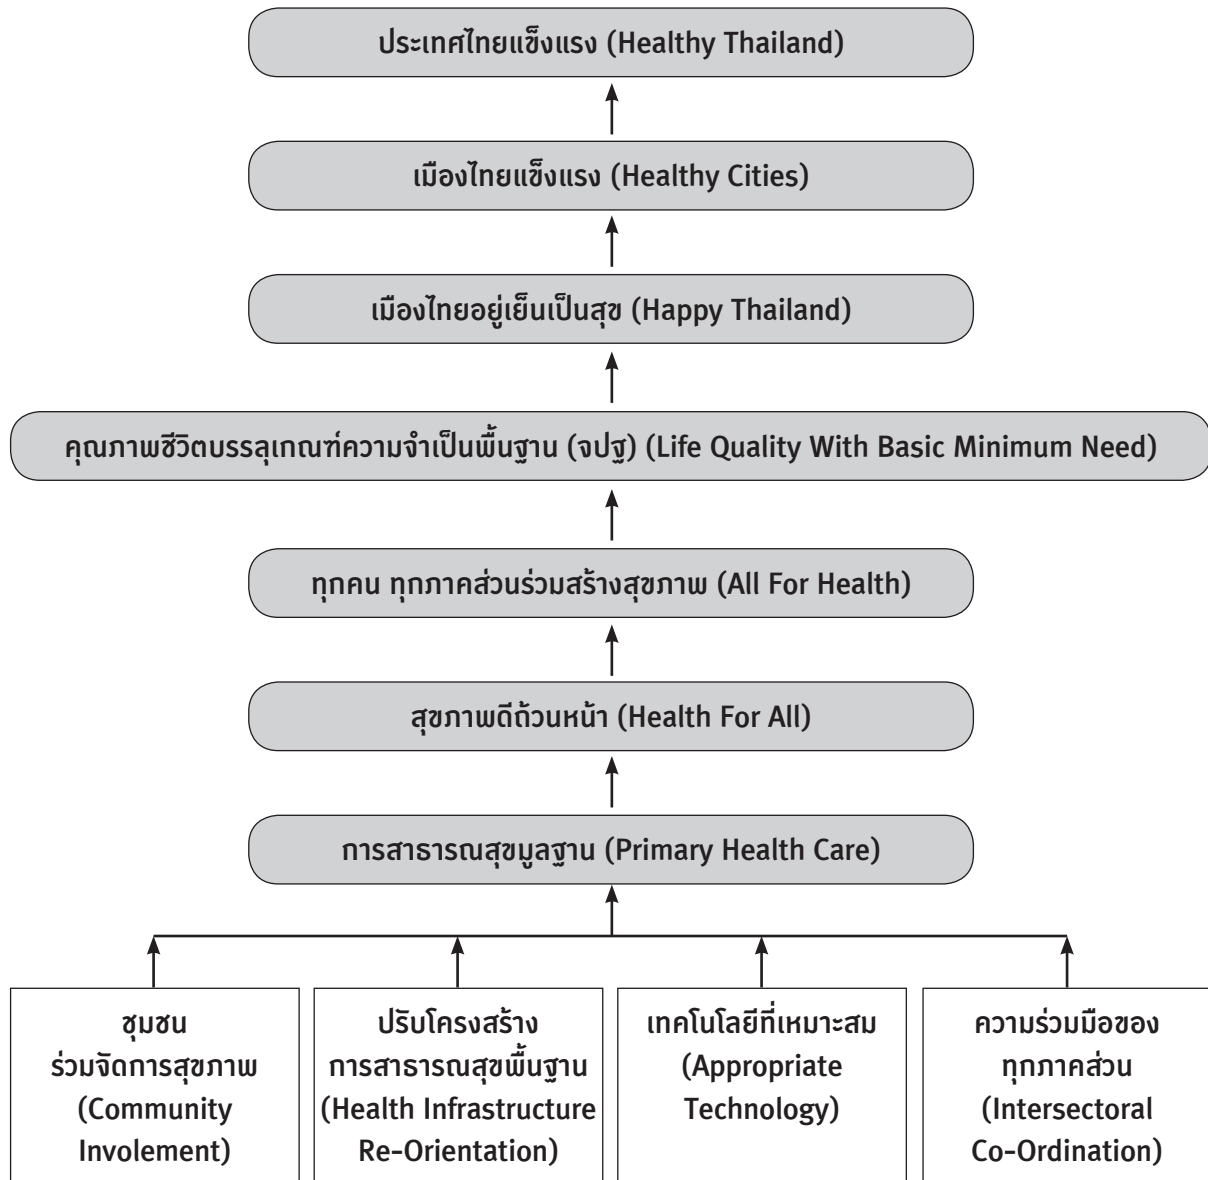 ประเทศไทยแข็งแรง (Healthy Thailand)
เมืองไทยแข็งแรง (Healthy Cities)
เมืองไทยอยู่เย็นเป็นสุข (Happy Thailand)
คุณภาพชีวิตบรรลุเกณฑ์ความจำเป็นพื้นฐาน (จปฐ) (Life Quality With Basic Minimum Need)
ทุกคน ทุกภาคส่วนร่วมสร้างสุขภาพ (All For Health)
สุขภาพดีถ้วนหน้า (Health For All)
การสาธารณสุขมูลฐาน (Primary Health Care)
ชุมชน
ร่วมจัดการสุขภาพ
(Community
Involement)
ปรับโครงสร้าง
การสาธารณสุขพื้นฐาน
(Health Infrastructure
Re-Orientation)
เทคโนโลยีที่เหมาะสม
(Appropriate
Technology)
ความร่วมมือของ
ทุกภาคส่วน
(Intersectoral
Co-Ordination)